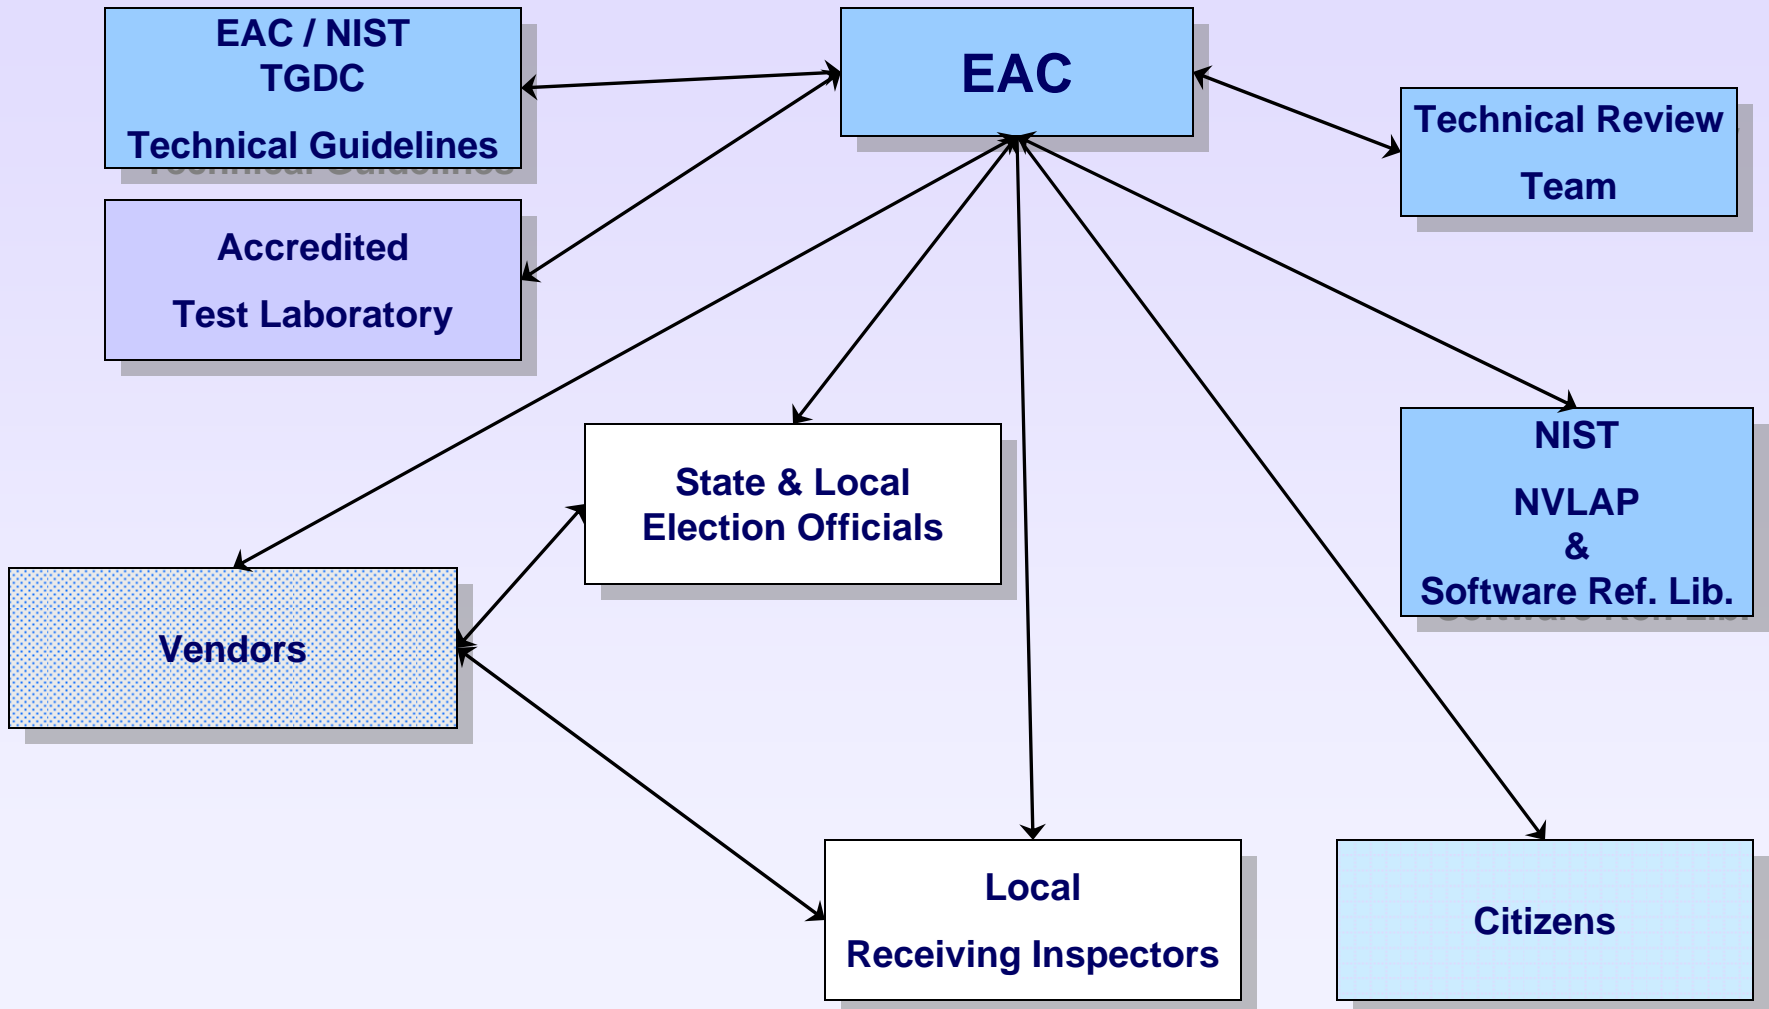 EAC / NIST
TGDC
Technical Guidelines
EAC
Technical Review
Team
Accredited
Test Laboratory
State & Local
Election Officials
NIST
NVLAP
&
Software Ref. Lib.
Vendors
Local
Receiving Inspectors
Citizens